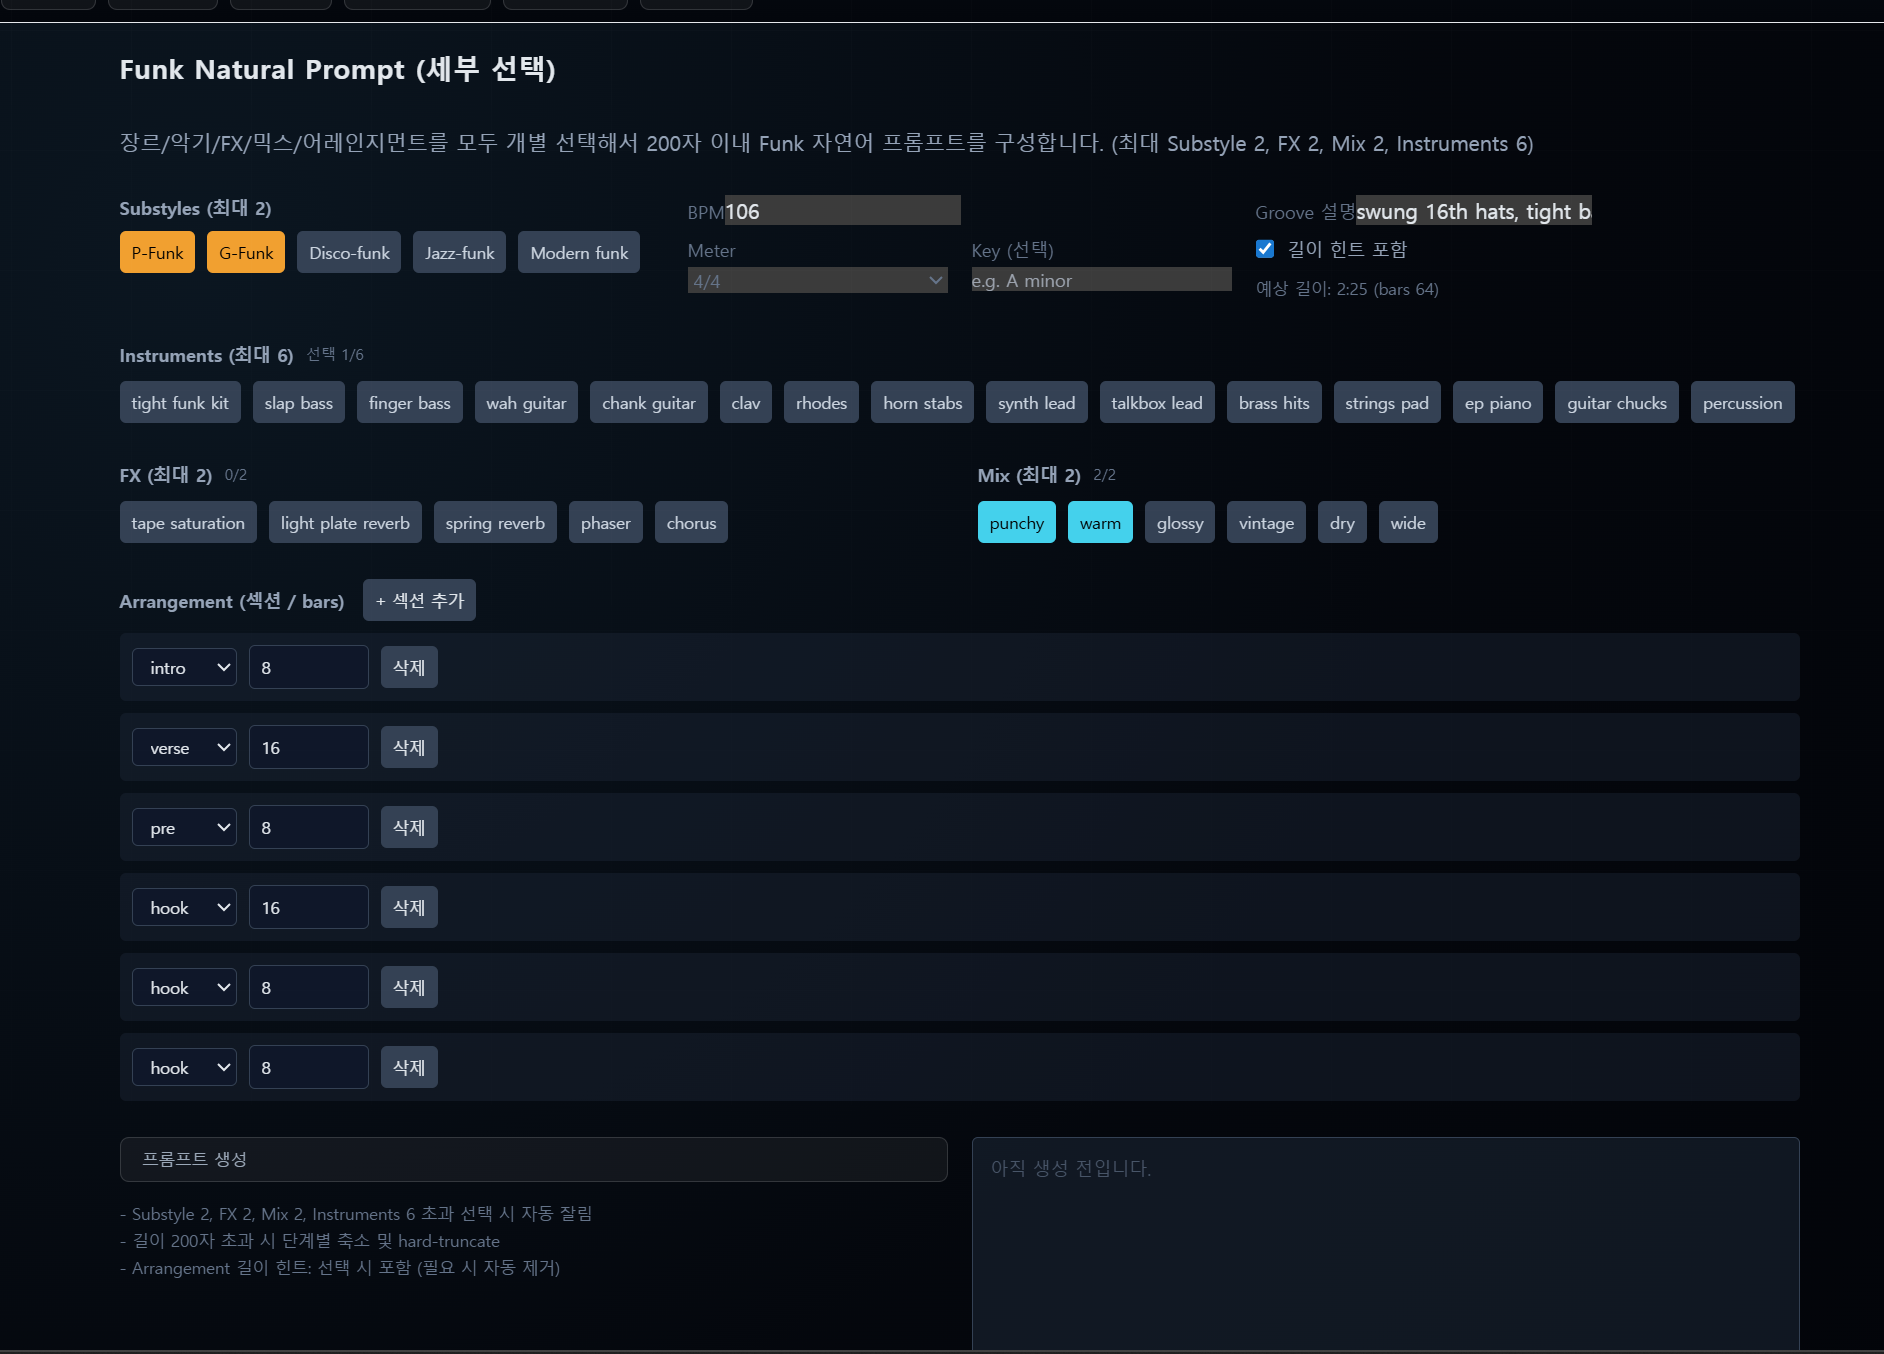 Funk Natural Prompt (세부 선택)
장르/악기/FX/믹스/어레인지먼트를 모두 개별 선택해서 200자 이내 Funk 자연어 프롬프트를 구성합니다. (최대 Substyle 2, FX 2, Mix 2, Instruments 6)
Substyles (최대 2)
P-Funk G-Funk Disco-funk Jazz-funk Modern funk
BPM 106
Meter
4/4
Key (선택)
e.g. A minor
Groove 설명 swung 16th hats, tight b
길이 힌트 포함
예상 길이: 2:25 (bars 64)
Instruments (최대 6) 선택 1/6
tight funk kit slap bass finger bass wah guitar chank guitar clav rhodes horn stabs synth lead talkbox lead brass hits strings pad ep piano guitar chucks percussion
FX (최대 2) 0/2
tape saturation light plate reverb spring reverb phaser chorus
Mix (최대 2) 2/2
punchy warm glossy vintage dry wide
Arrangement (섹션 / bars) + 섹션 추가
intro 8 삭제
verse 16 삭제
pre 8 삭제
hook 16 삭제
hook 8 삭제
hook 8 삭제
프롬프트 생성
- Substyle 2, FX 2, Mix 2, Instruments 6 초과 선택 시 자동 잘림
- 길이 200자 초과 시 단계별 축소 및 hard-truncate
- Arrangement 길이 힌트: 선택 시 포함 (필요 시 자동 제거)
아직 생성 전입니다.